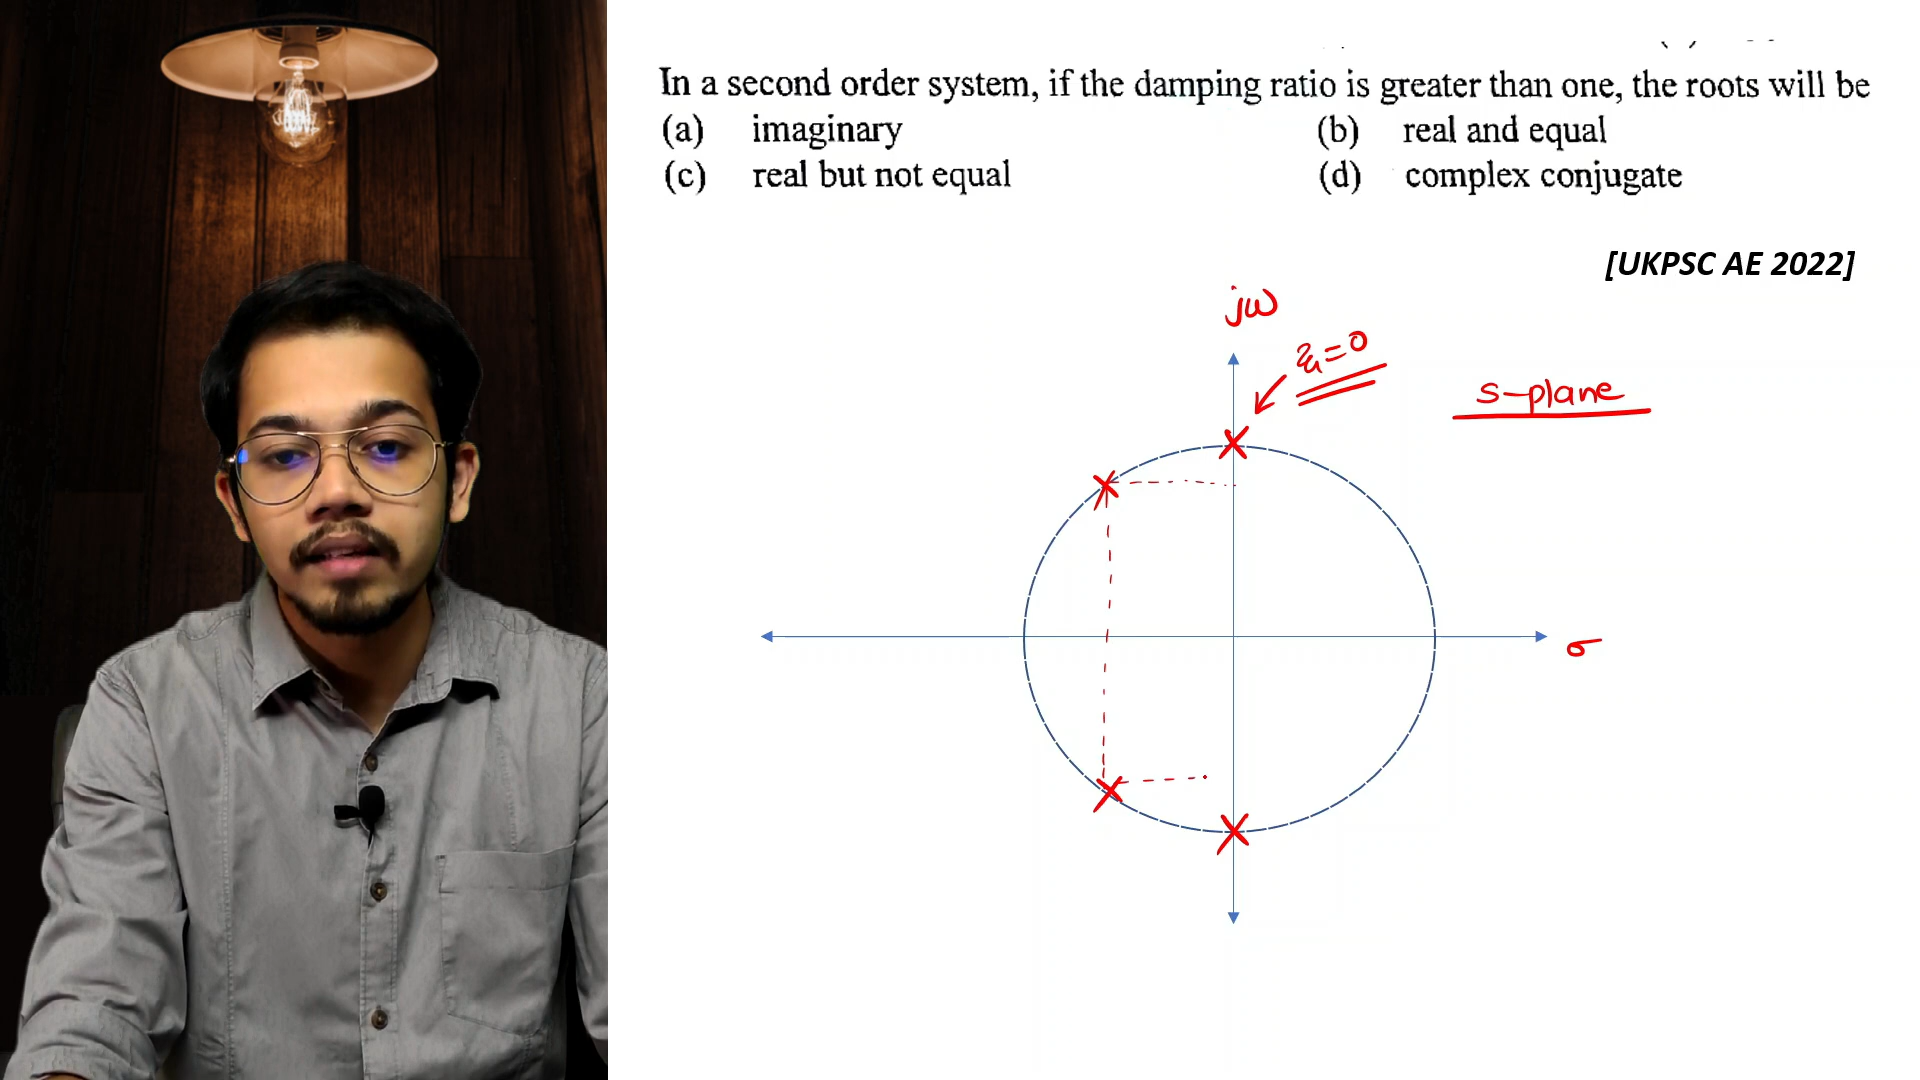 In a second order system, if the damping ratio is greater than one, the roots will be
(a) imaginary (b) real and equal
(c) real but not equal (d) complex conjugate
[UKPSC AE 2022]
jω
ξ=0
s-plane
σ